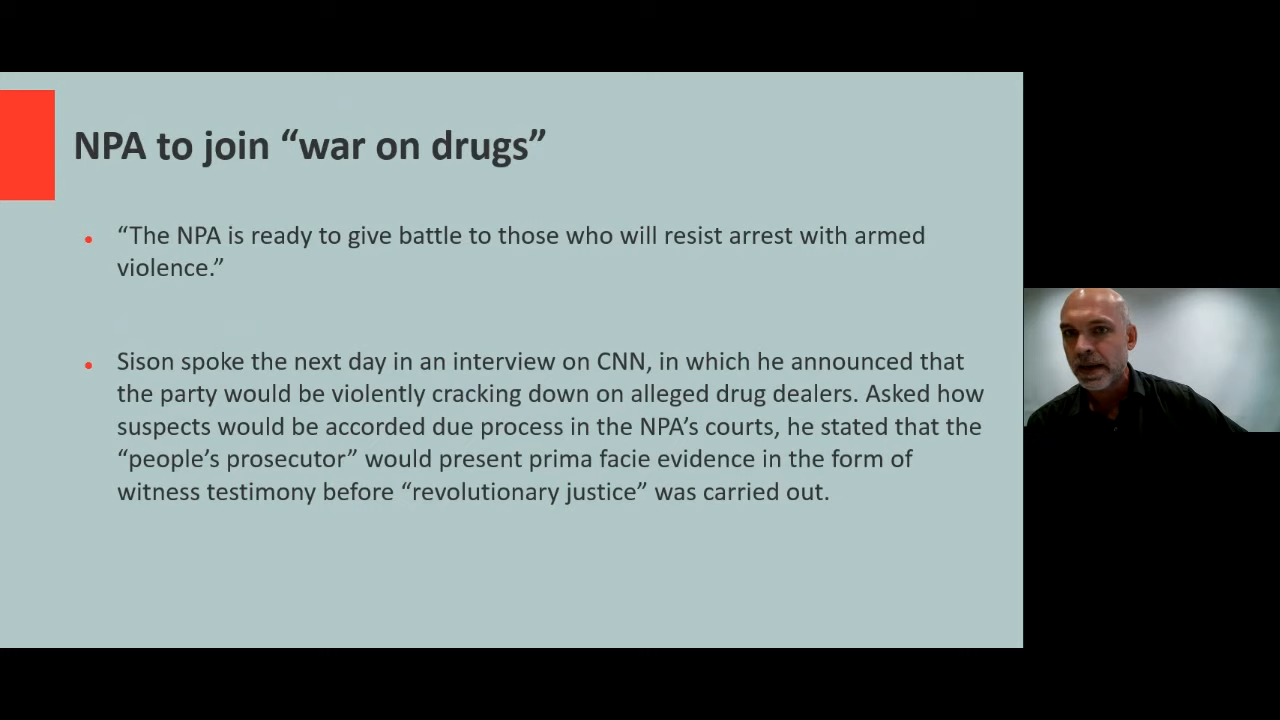 NPA to join “war on drugs”
“The NPA is ready to give battle to those who will resist arrest with armed
violence.”
Sison spoke the next day in an interview on CNN, in which he announced that
the party would be violently cracking down on alleged drug dealers. Asked how
suspects would be accorded due process in the NPA’s courts, he stated that the
“people’s prosecutor” would present prima facie evidence in the form of
witness testimony before “revolutionary justice” was carried out.